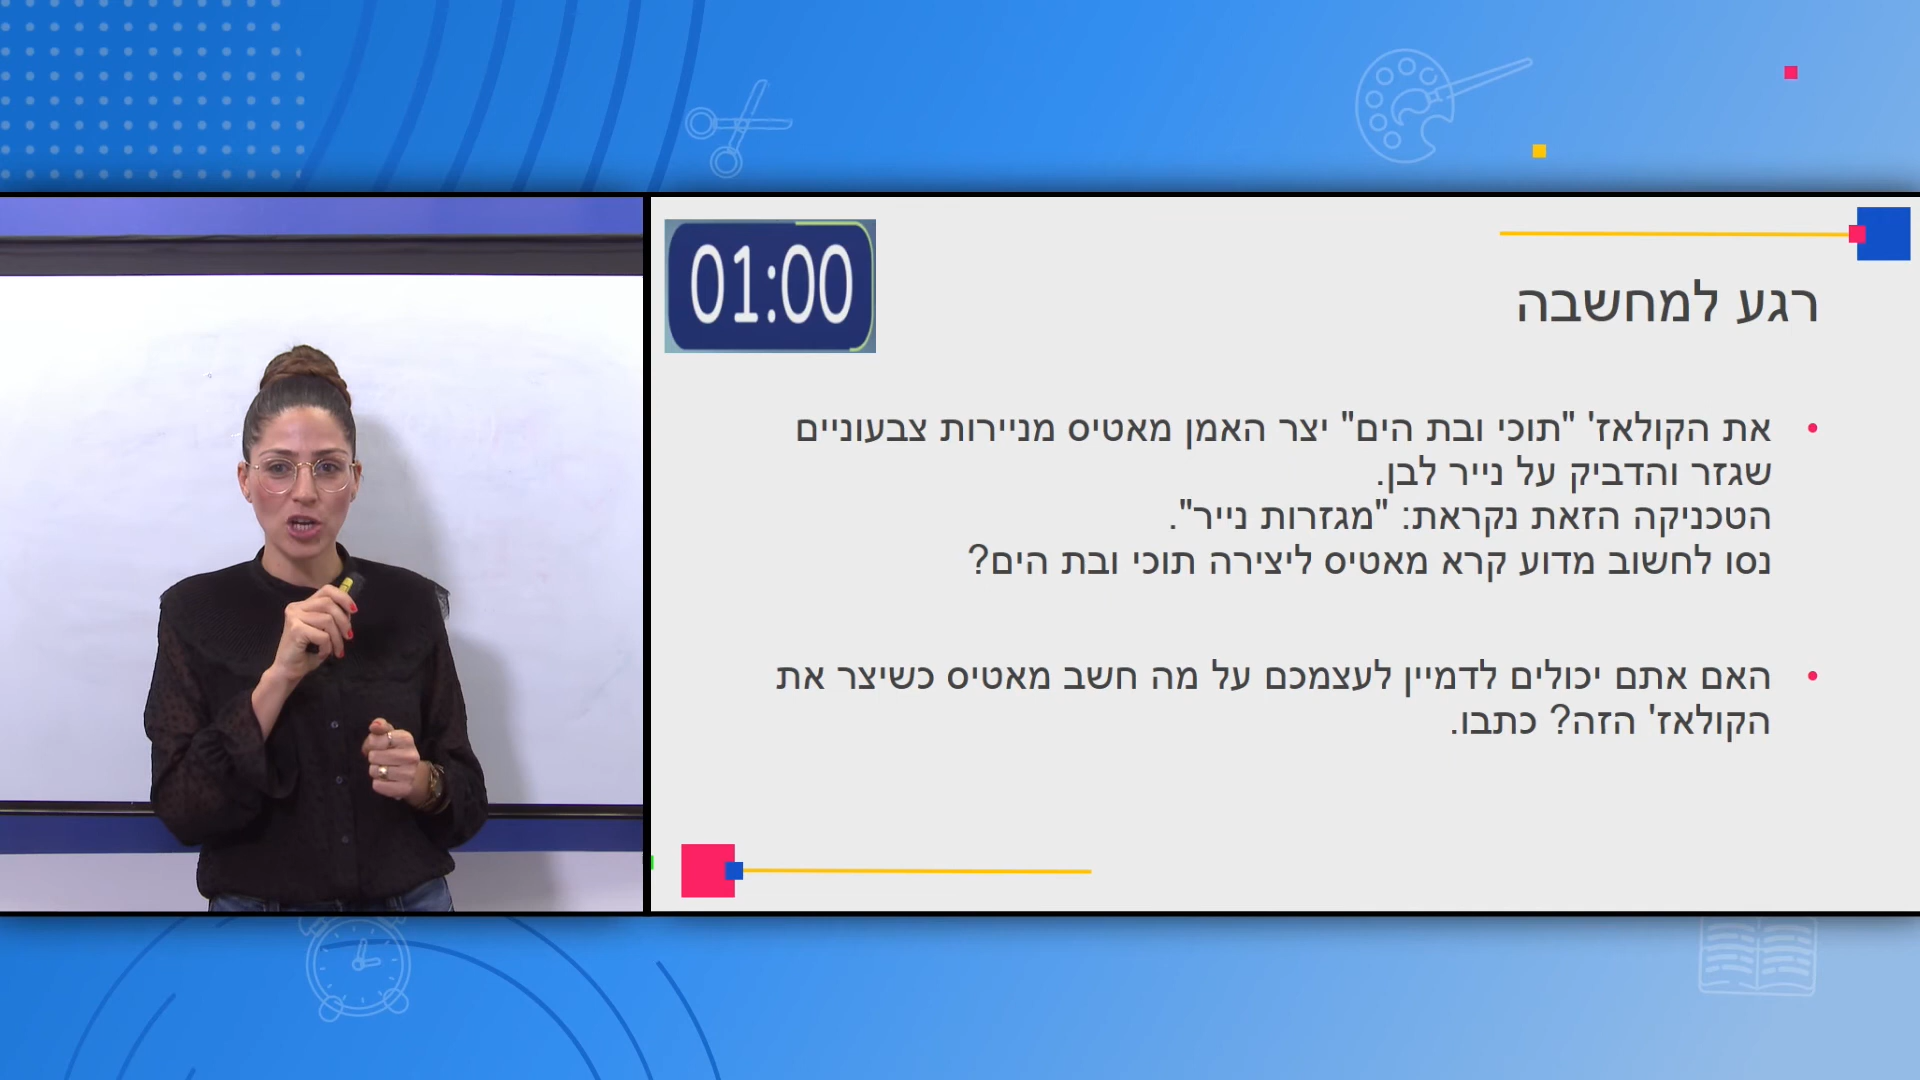 01:00
רגע למחשבה
את הקולאז' "תוכי ובת הים" יצר האמן מאטיס מניירות צבעוניים
שגזר והדביק על נייר לבן.
הטכניקה הזאת נקראת: "מגזרות נייר".
נסו לחשוב מדוע קרא מאטיס ליצירה תוכי ובת הים?
האם אתם יכולים לדמיין לעצמכם על מה חשב מאטיס כשיצר את
הקולאז' הזה? כתבו.